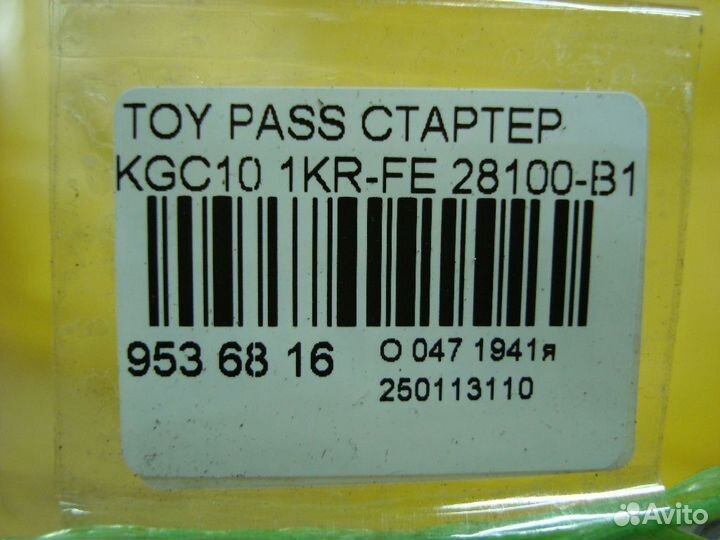 TOY PASS СТАРТЕР
KGC10 1KR-FE 28100-B1
953 68 16
О 047 1941я
250113110
Avito